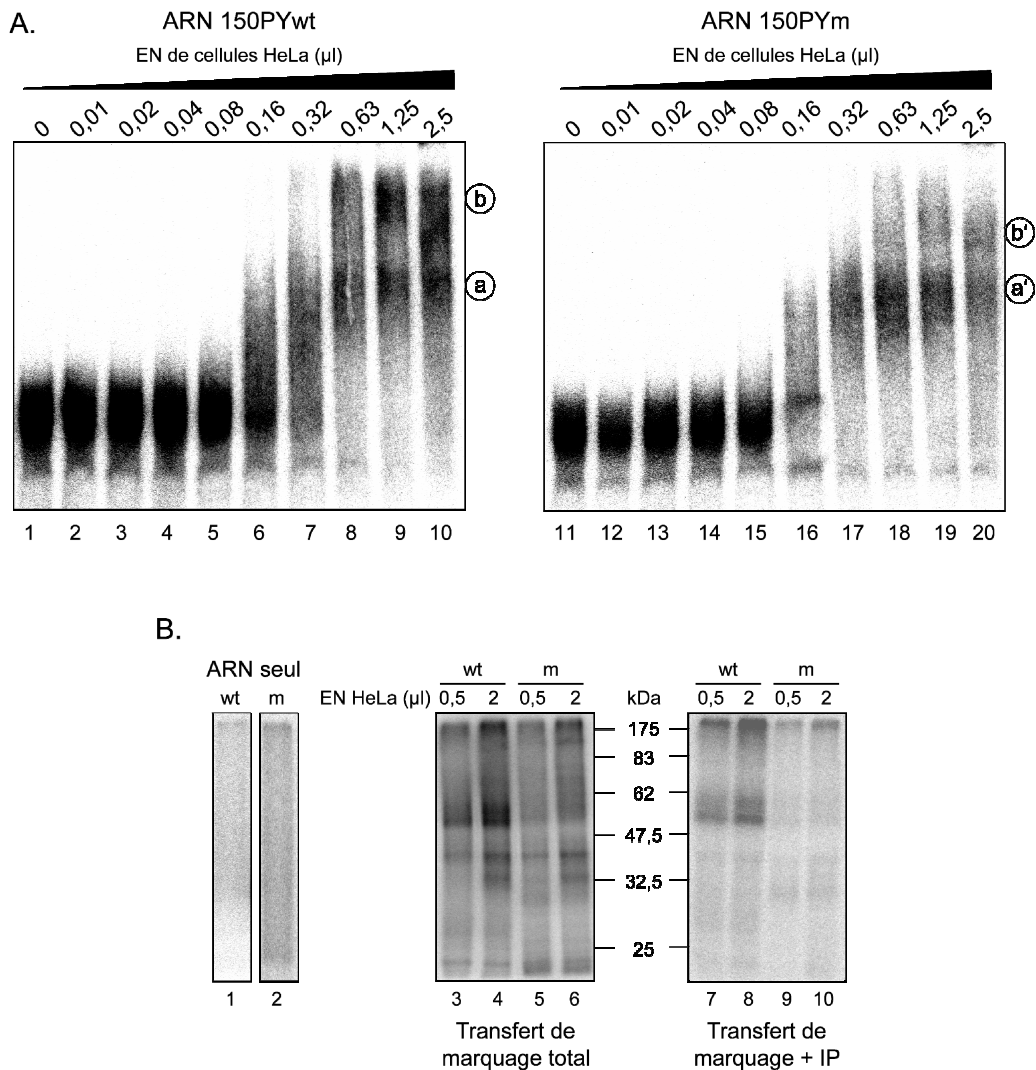 A.
ARN 150PYwt
ARN 150PYm
EN de cellules HeLa (µl)
EN de cellules HeLa (µl)
0 0,01 0,02 0,04 0,08 0,16 0,32 0,63 1,25 2,5
0 0,01 0,02 0,04 0,08 0,16 0,32 0,63 1,25 2,5
b
a
b'
a'
1 2 3 4 5 6 7 8 9 10
11 12 13 14 15 16 17 18 19 20
B.
ARN seul
wt m
wt m
wt m
EN HeLa (µl) 0,5 2 0,5 2 kDa 0,5 2 0,5 2
175
83
62
47,5
32,5
25
1 2
3 4 5 6
7 8 9 10
Transfert de
marquage total
Transfert de
marquage + IP